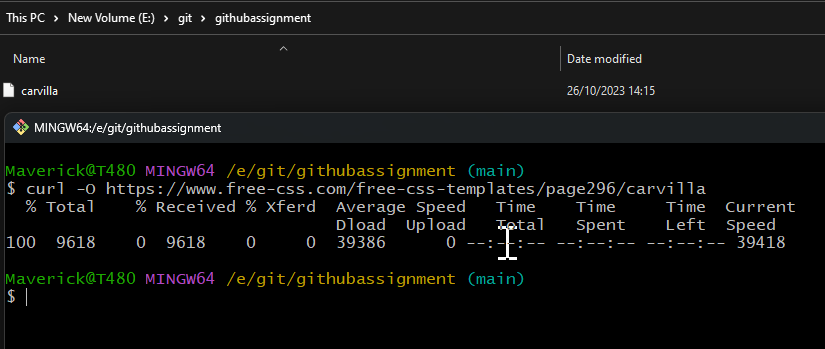 This PC > New Volume (E:) > git > githubassignment
Name Date modified
carvilla 26/10/2023 14:15
MINGW64:/e/git/githubassignment
Maverick@T480 MINGW64 /e/git/githubassignment (main)
$ curl -O https://www.free-css.com/free-css-templates/page296/carvilla
% Total % Received % Xferd Average Speed Time Time Time Current
Dload Upload Total Spent Left Speed
100 9618 0 9618 0 0 39386 0 --:--:-- --:--:-- --:--:-- 39418
Maverick@T480 MINGW64 /e/git/githubassignment (main)
$